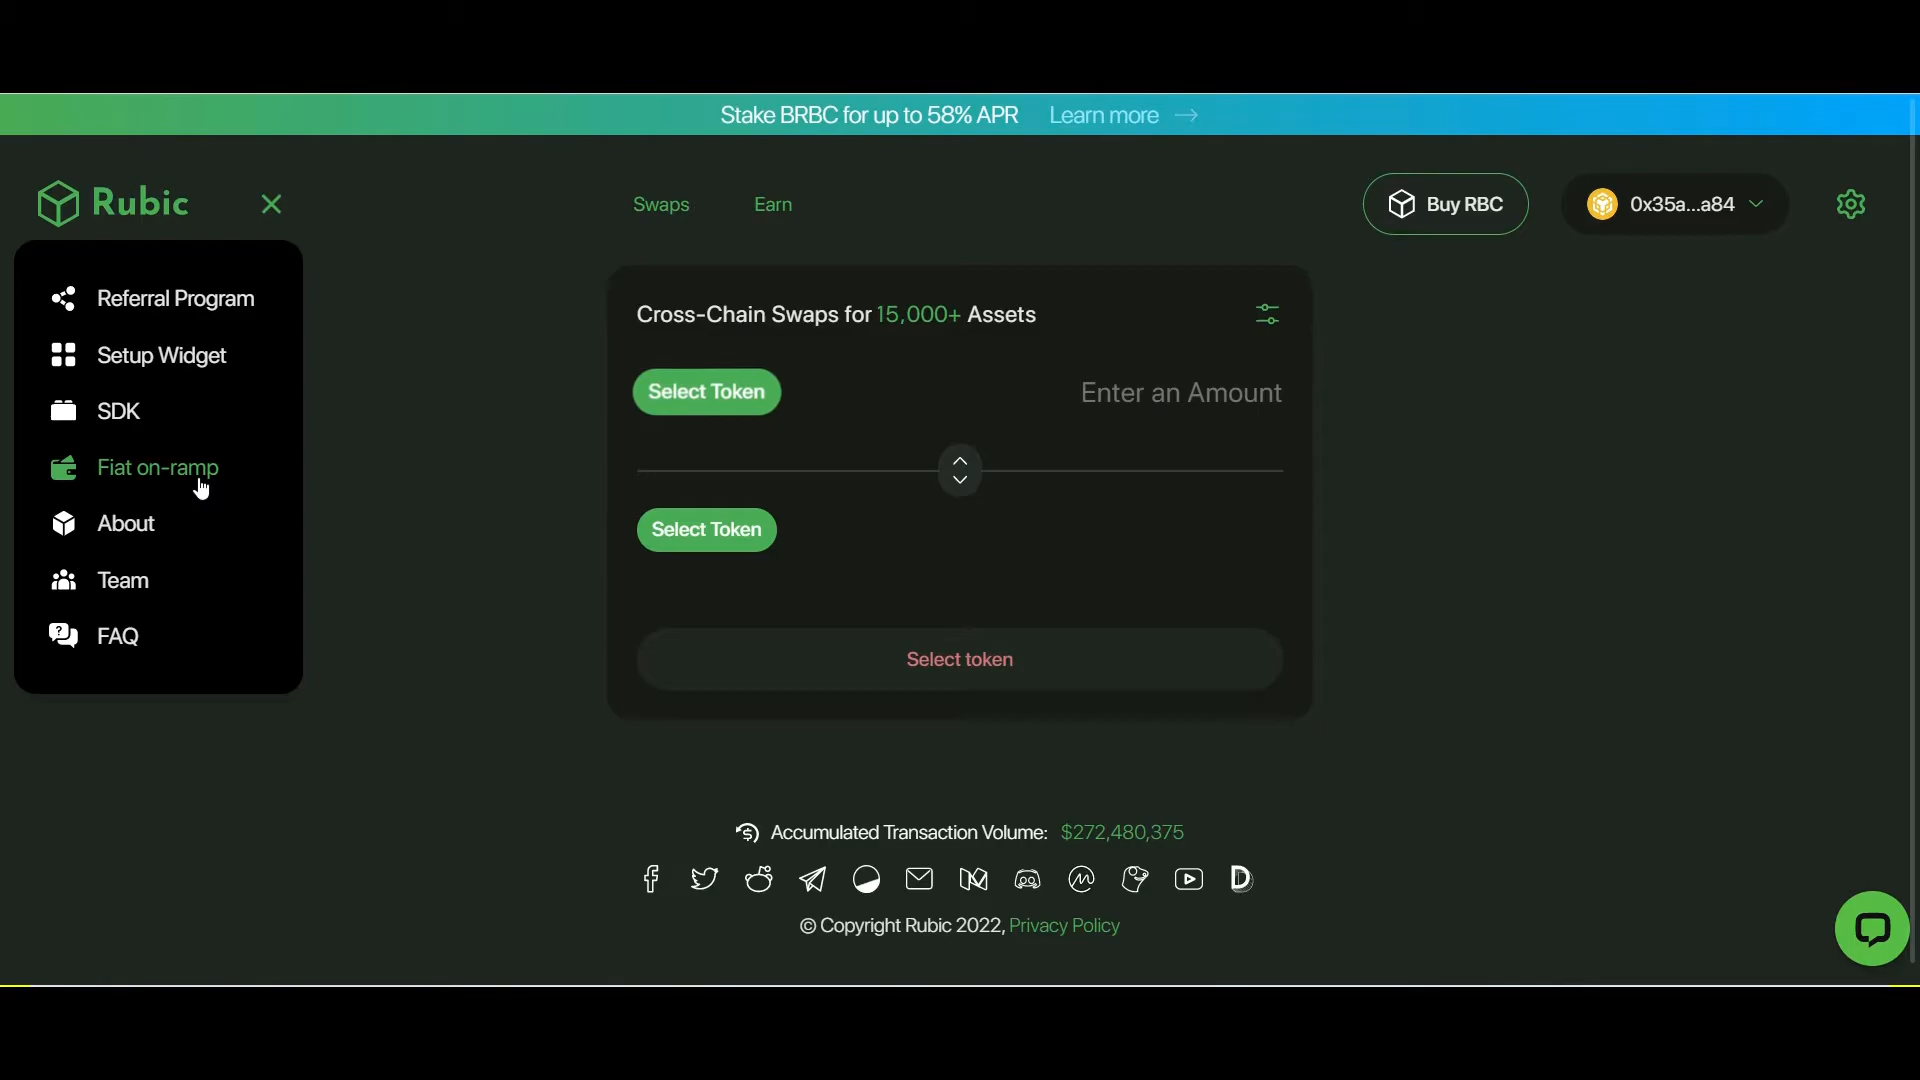 Stake BRBC for up to 58% APR Learn more
Rubic
Swaps Earn
Buy RBC
0x35a...a84
Referral Program
Setup Widget
SDK
Fiat on-ramp
About
Team
FAQ
Cross-Chain Swaps for 15,000+ Assets
Select Token Enter an Amount
Select Token
Select token
Accumulated Transaction Volume: $272,480,375
© Copyright Rubic 2022, Privacy Policy